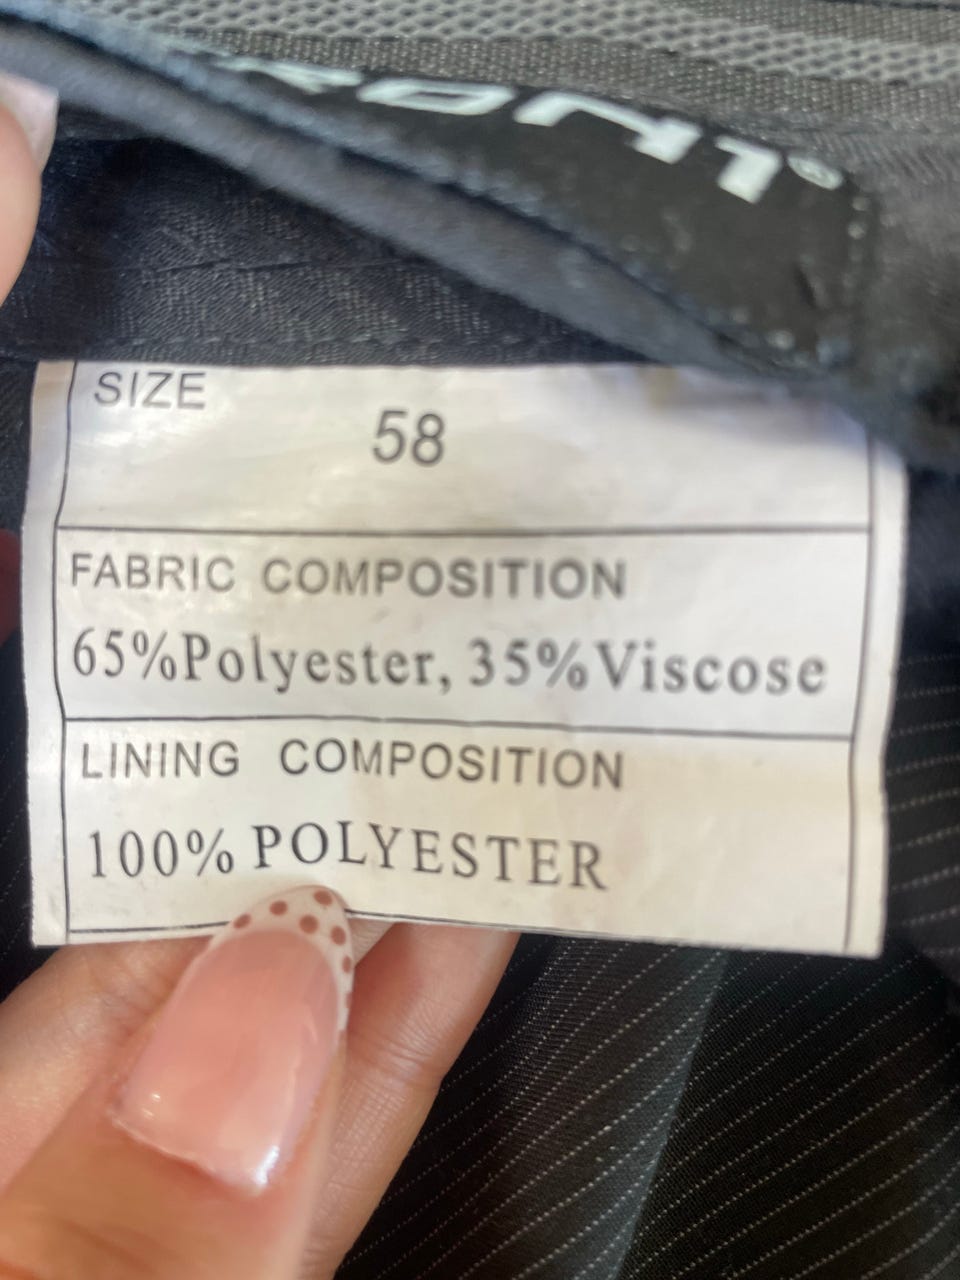 SIZE
58
FABRIC COMPOSITION
65%Polyester, 35%Viscose
LINING COMPOSITION
100% POLYESTER